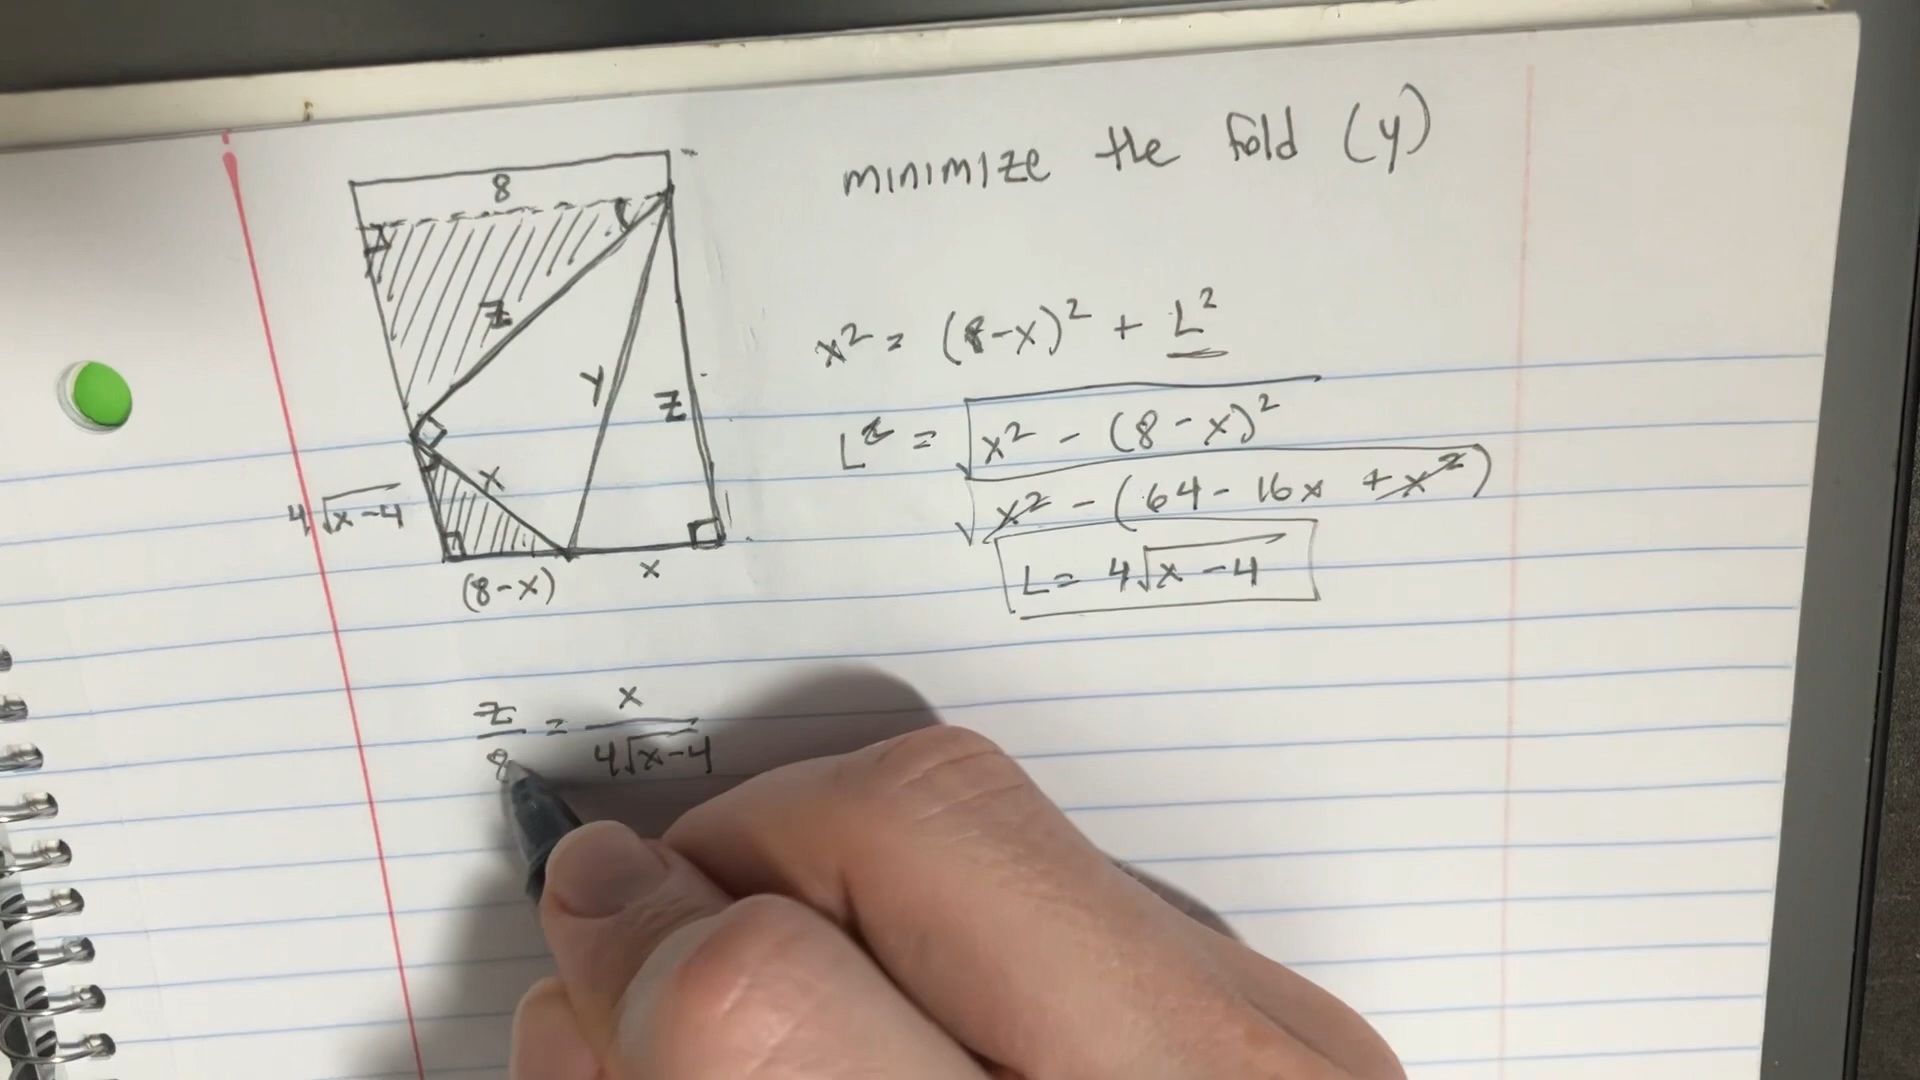 minimize the fold (y)
8
z
y
z
x
4√x-4
(8-x)
x
x² = (8-x)² + L²
L² = √x² - (8-x)²
√x² - (64 - 16x + x²)
L = 4√x-4
z/8 = x/4√x-4